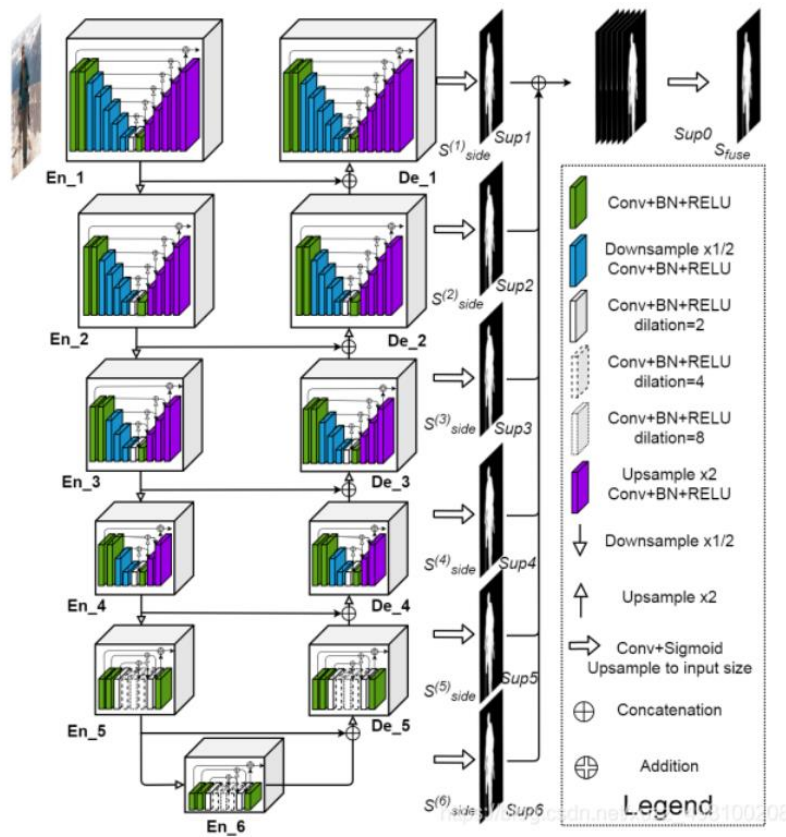 En_1
De_1
S(1)side
Sup1
Sup0
Sfuse
En_2
De_2
S(2)side
Sup2
En_3
De_3
S(3)side
Sup3
En_4
De_4
S(4)side
Sup4
En_5
De_5
S(5)side
Sup5
En_6
S(6)side
Sup6
Conv+BN+RELU
Downsample x1/2
Conv+BN+RELU
Conv+BN+RELU
dilation=2
Conv+BN+RELU
dilation=4
Conv+BN+RELU
dilation=8
Upsample x2
Conv+BN+RELU
Downsample x1/2
Upsample x2
Conv+Sigmoid
Upsample to input size
Concatenation
Addition
Legend